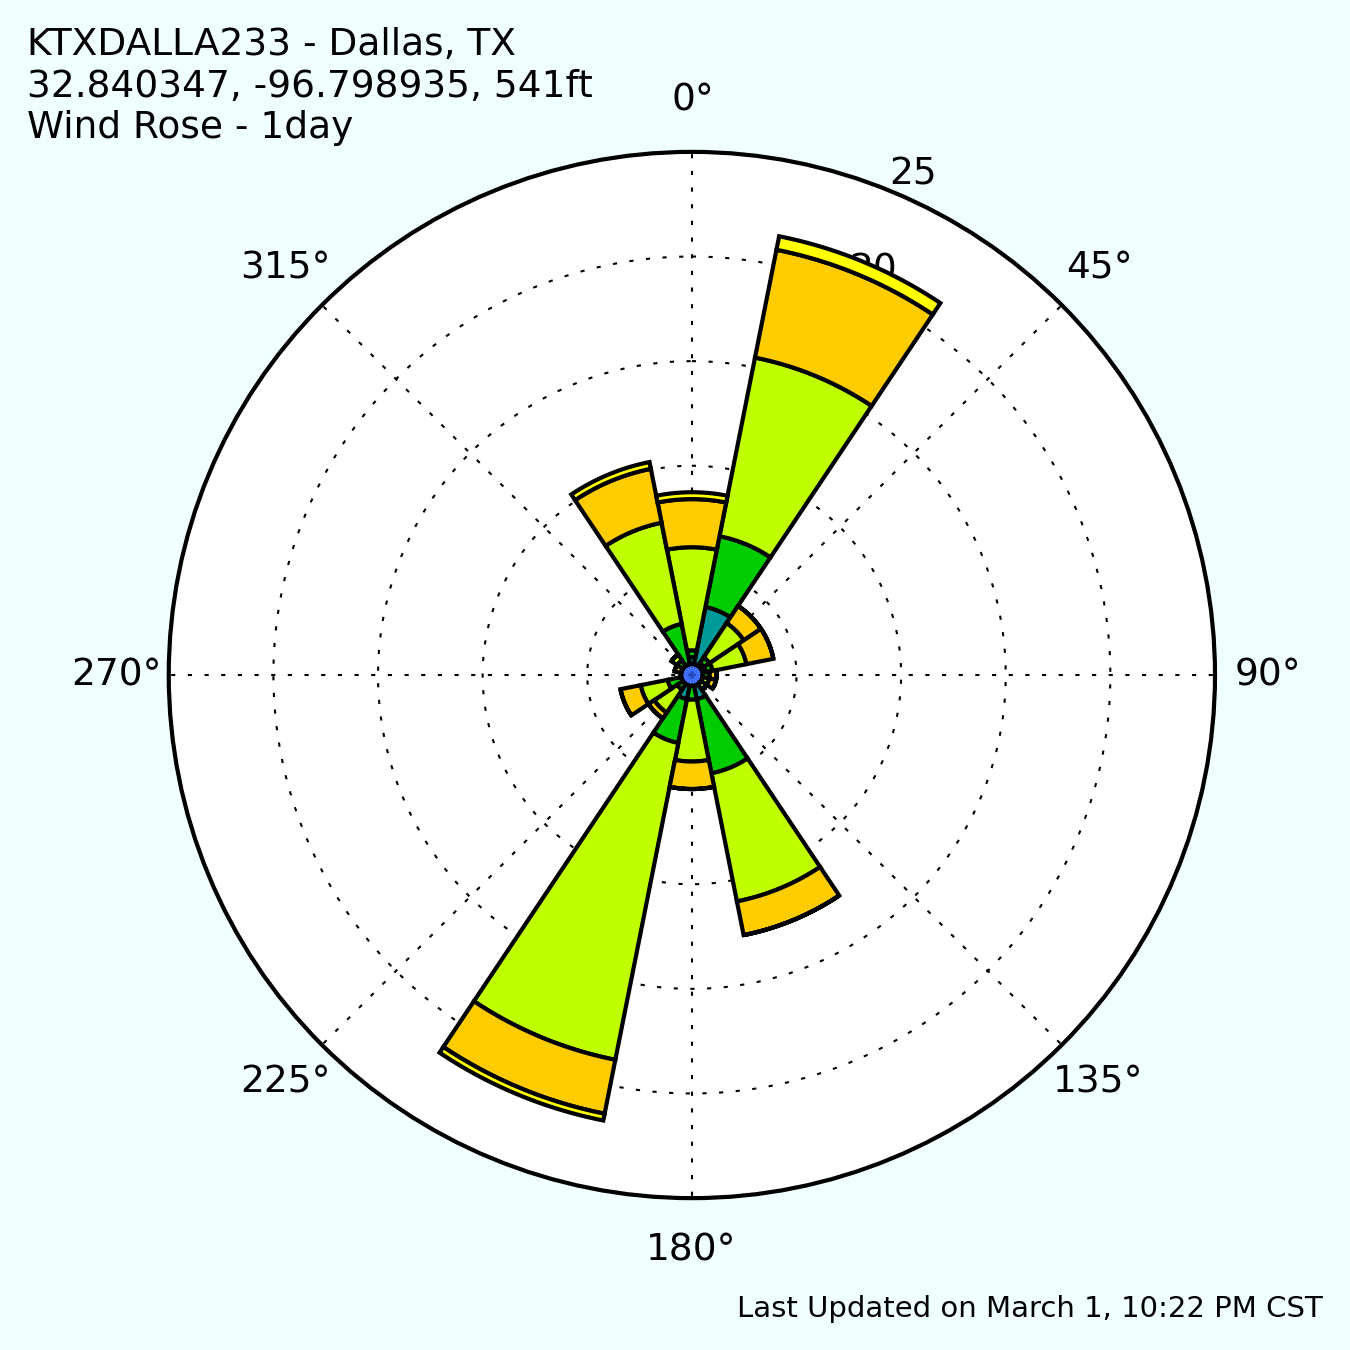 KTXDALLA233 - Dallas, TX
32.840347, -96.798935, 541ft
Wind Rose - 1day
0°
25
20
315°
45°
270°
90°
225°
135°
180°
Last Updated on March 1, 10:22 PM CST